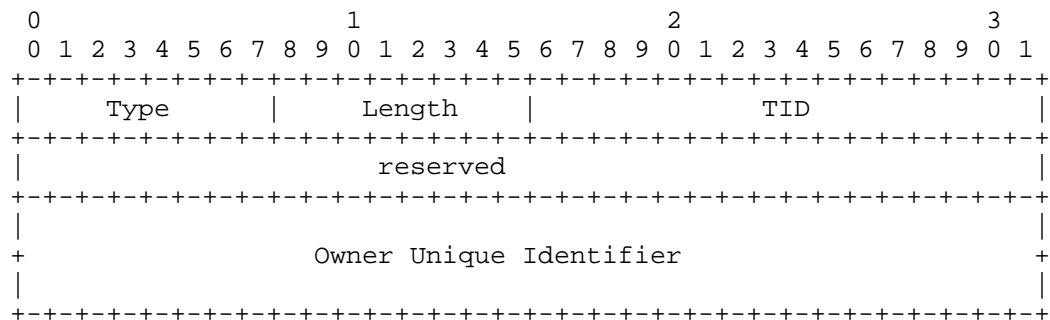 0                   1                   2                   3
 0 1 2 3 4 5 6 7 8 9 0 1 2 3 4 5 6 7 8 9 0 1 2 3 4 5 6 7 8 9 0 1
+-+-+-+-+-+-+-+-+-+-+-+-+-+-+-+-+-+-+-+-+-+-+-+-+-+-+-+-+-+-+-+-+
|     Type      |     Length    |              TID              |
+-+-+-+-+-+-+-+-+-+-+-+-+-+-+-+-+-+-+-+-+-+-+-+-+-+-+-+-+-+-+-+-+
|                      reserved                                 |
+-+-+-+-+-+-+-+-+-+-+-+-+-+-+-+-+-+-+-+-+-+-+-+-+-+-+-+-+-+-+-+-+
|                                                               |
+                  Owner Unique Identifier                      +
|                                                               |
+-+-+-+-+-+-+-+-+-+-+-+-+-+-+-+-+-+-+-+-+-+-+-+-+-+-+-+-+-+-+-+-+